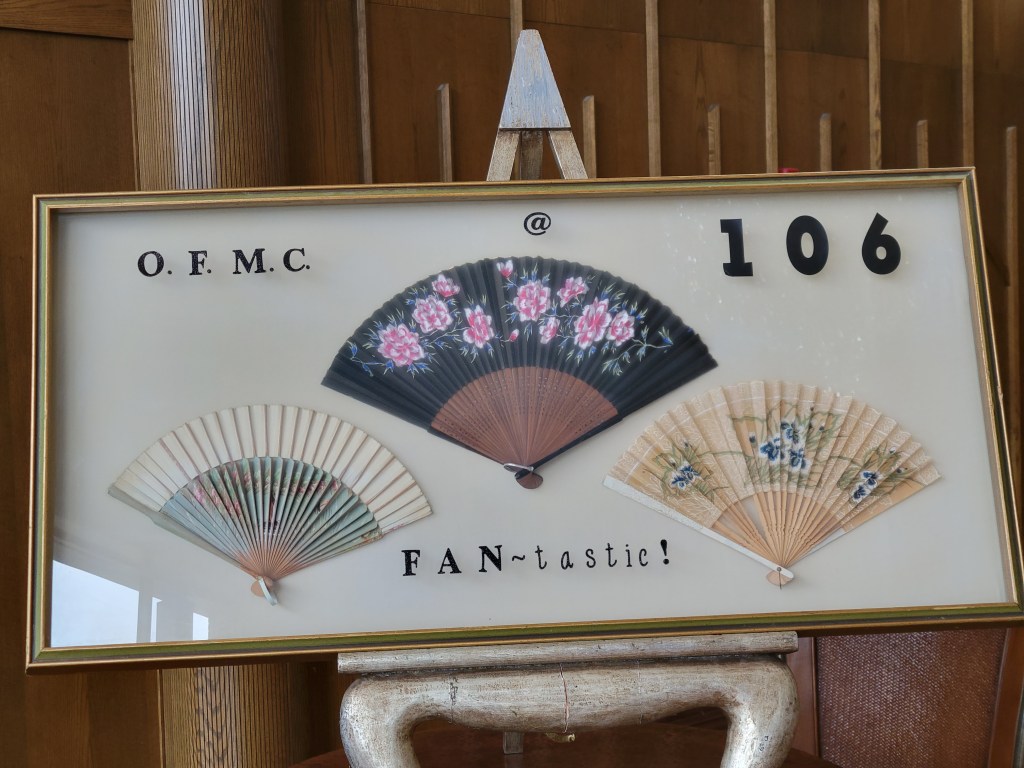 O. F. M. C.
@
106
FAN~tastic!